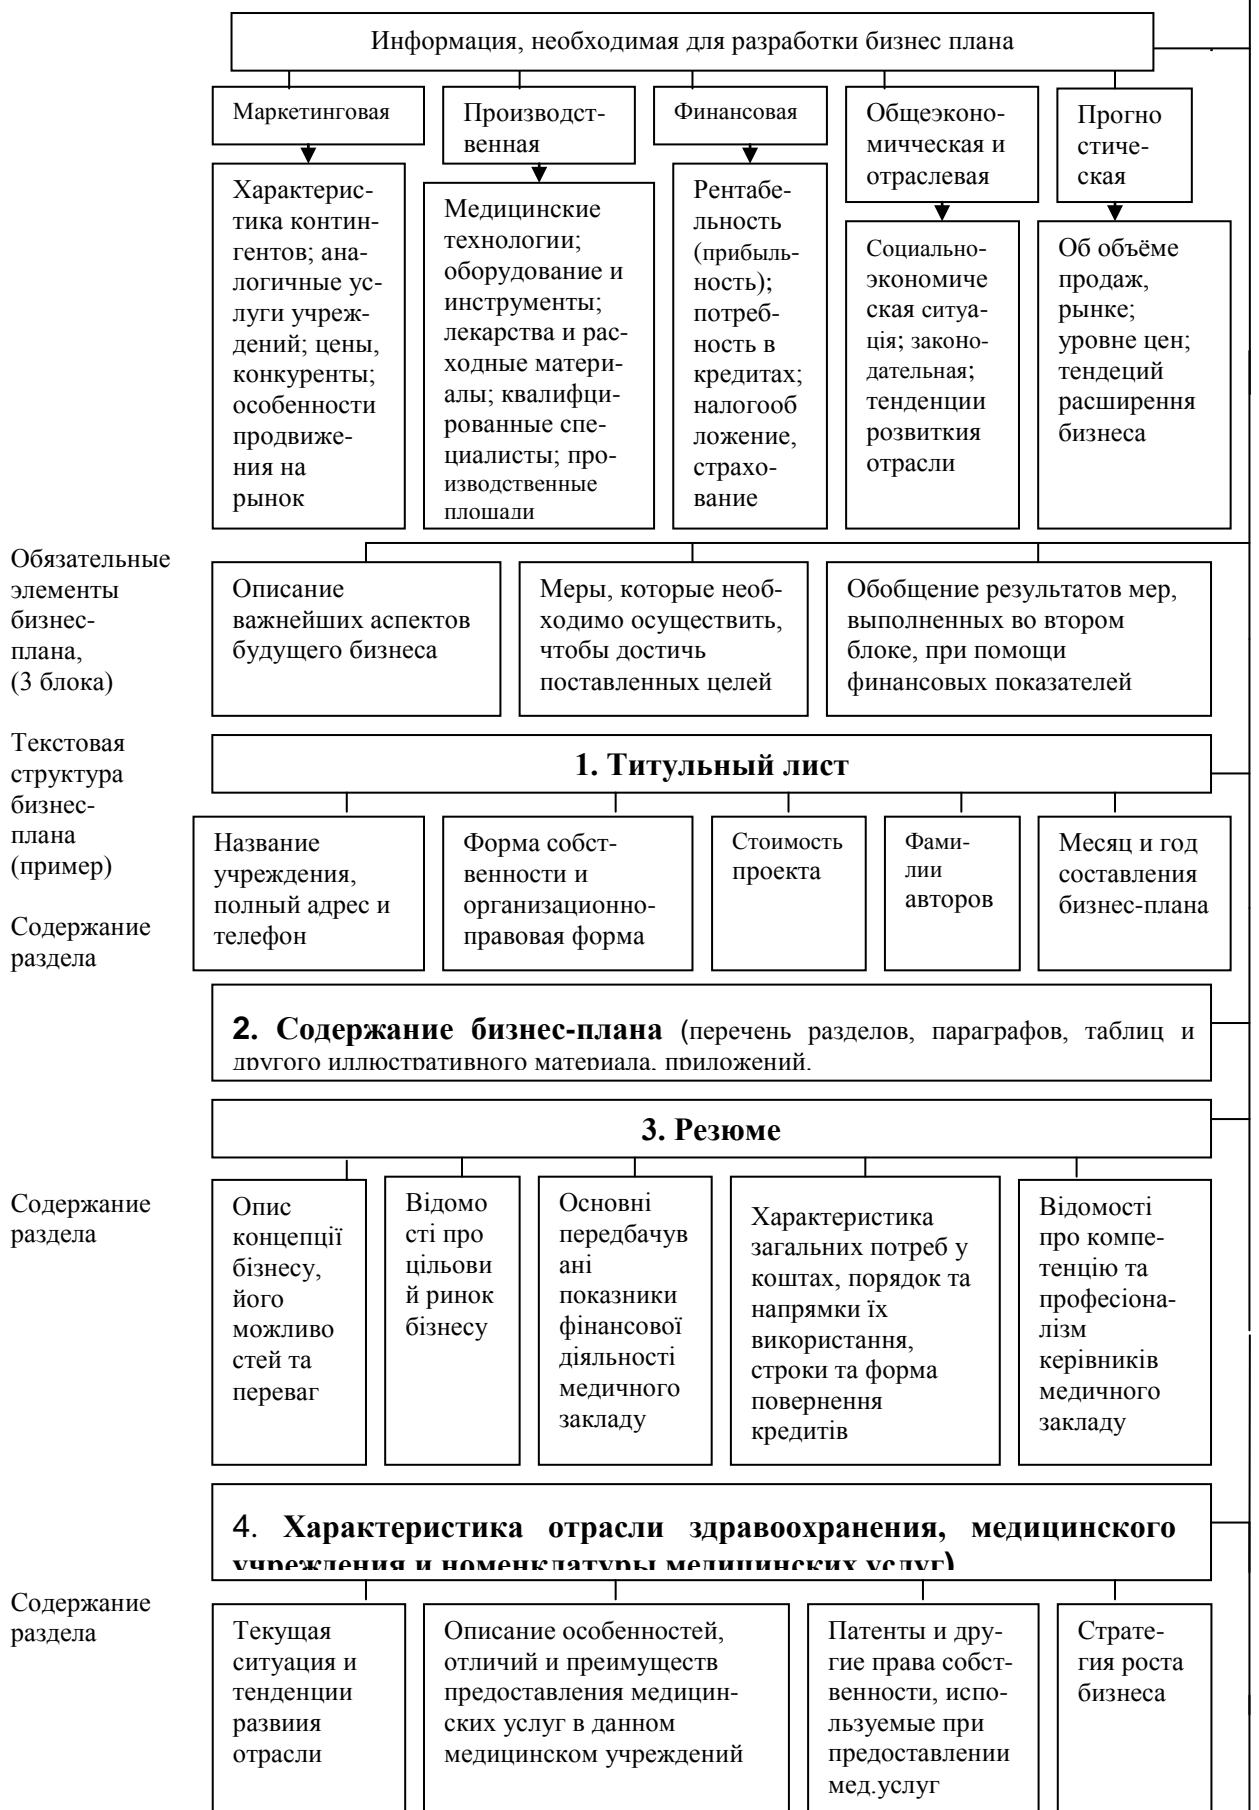 Информация, необходимая для разработки бизнес плана
Маркетинговая
Производст-
венная
Финансовая
Общеэконо-
мичческая и
отраслевая
Прогно
стиче-
ская
Характерис-
тика контин-
гентов; ана-
логичные ус-
луги учреж-
дений; цены,
конкуренты;
особенности
продвиже-
ния на
рынок
Медицинские
технологии;
оборудование и
инструменты;
лекарства и рас-
ходные матери-
алы; квалифци-
рованные спе-
циалисты; про-
изводственные
площади
Рентабе-
льность
(прибыль-
ность);
потреб-
ность в
кредитах;
налогооб
ложение,
страхо-
вание
Социально-
экономиче
ская ситуа-
ція; законо-
дательная;
тенденции
розвиткия
отрасли
Об объёме
продаж,
рынке;
уровне цен;
тендеций
расширення
бизнеса
Обязательные
элементы
бизнес-
плана,
(3 блока)
Описание
важнейших аспектов
будущего бизнеса
Меры, которые необ-
ходимо осуществить,
чтобы достичь
поставленных целей
Обобщение результатов мер,
выполненных во втором
блоке, при помощи
финансовых показателей
Текстовая
структура
бизнес-
плана
(пример)
1. Титульный лист
Название
учреждения,
полный адрес и
телефон
Форма собст-
венности и
организационно-
правовая форма
Стоимость
проекта
Фами-
лии
авторов
Месяц и год
составления
бизнес-плана
Содержание
раздела
2. Содержание бизнес-плана (перечень разделов, параграфов, таблиц и
другого иллюстративного материала, приложений.
3. Резюме
Содержание
раздела
Опис
концепції
бізнесу,
його
можливо
стей та
переваг
Відомо
сті про
цільови
й ринок
бізнесу
Основні
передбачув
ані
показники
фінансової
діяльності
медичного
закладу
Характеристика
загальних потреб у
коштах, порядок та
напрямки їх
використання,
строки та форма
повернення
кредитів
Відомості
про компе-
тенцію та
професіона-
лізм
керівників
медичного
закладу
4. Характеристика отрасли здравоохранения, медицинского
учреждения и номенклатуры медицинских услуг)
Содержание
раздела
Текущая
ситуация и
тенденции
развиия
отрасли
Описание особенностей,
отличий и преимуществ
предоставления медицин-
ских услуг в данном
медицинском учреждений
Патенты и дру-
гие права собст-
венности, испо-
льзуемые при
предоставлении
мед.услуг
Страте-
гия роста
бизнеса